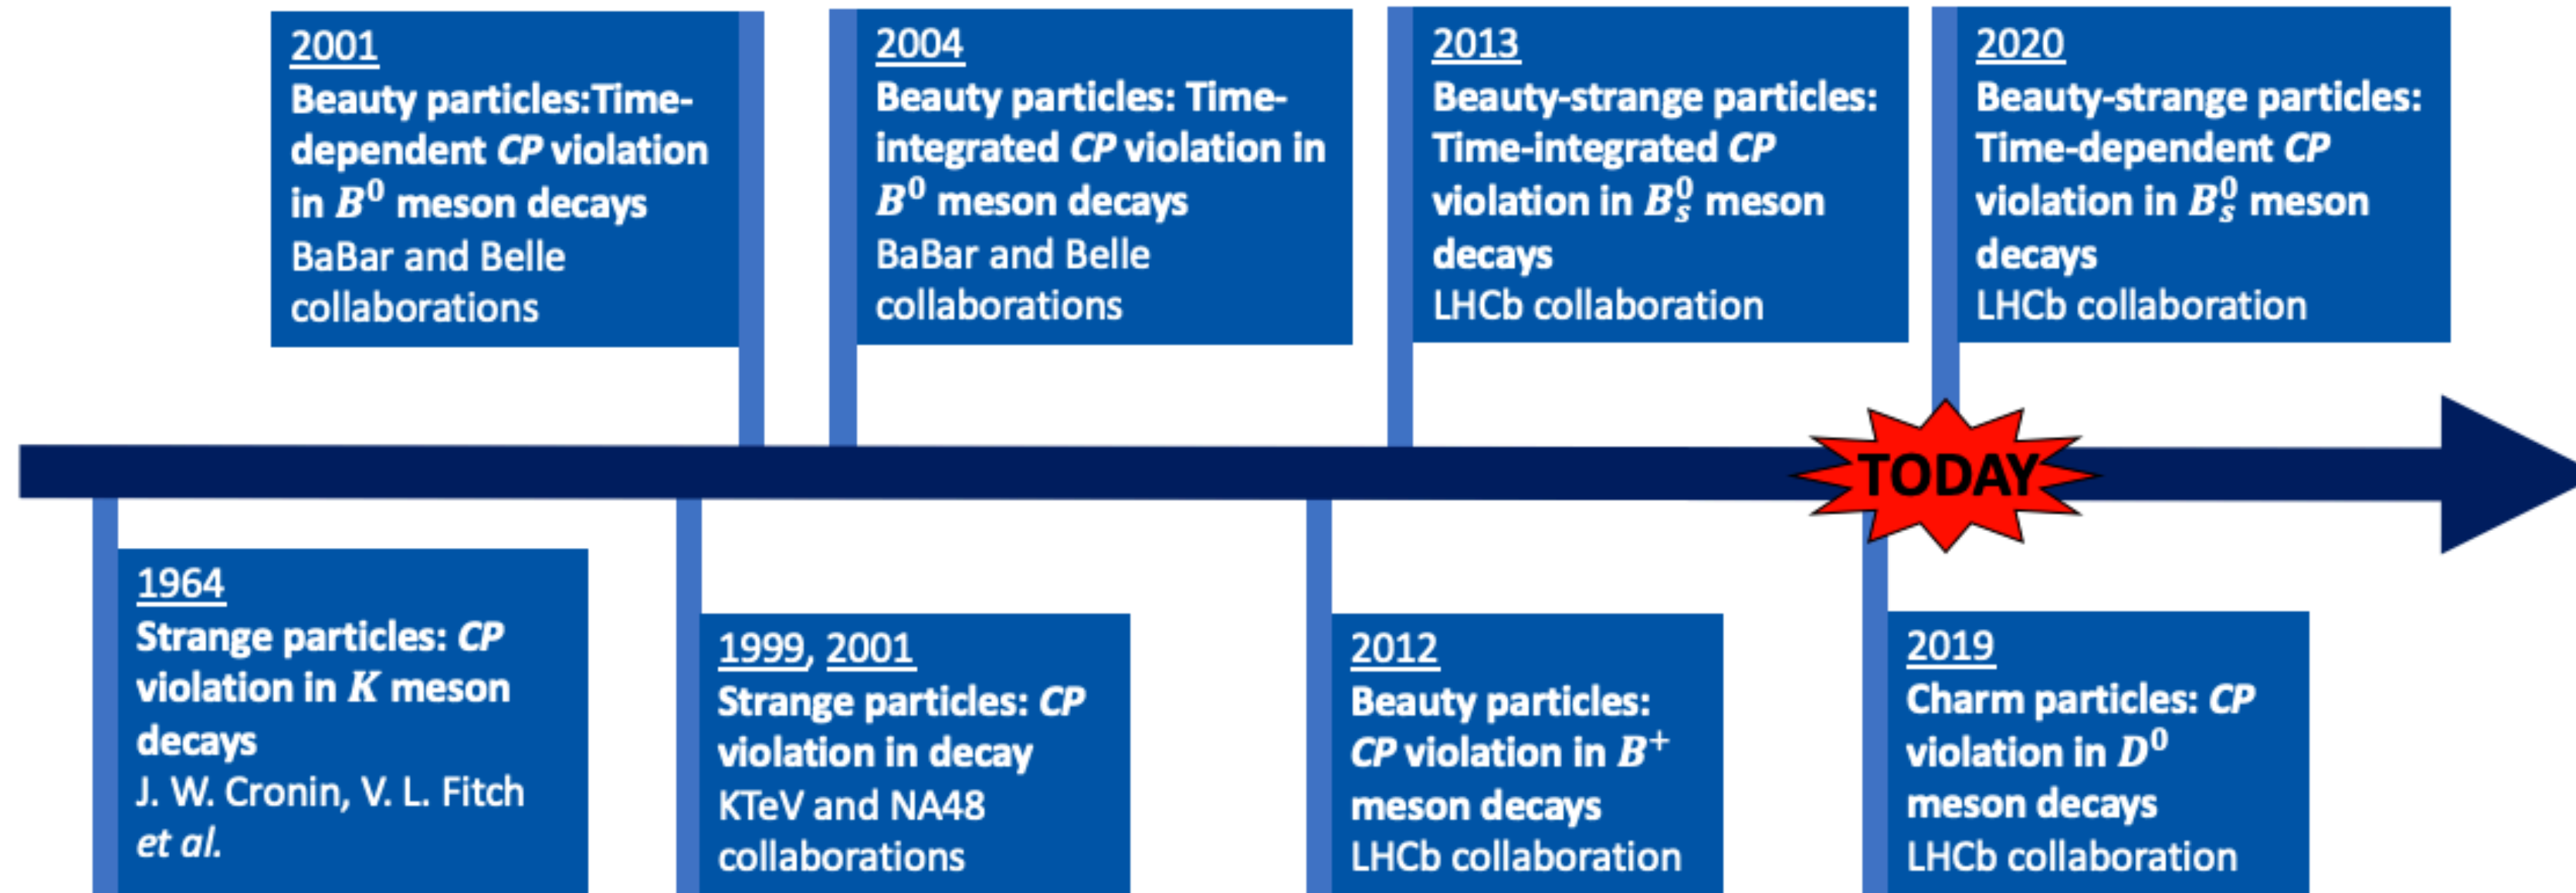 2001
Beauty particles:Time-
dependent CP violation
in B⁰ meson decays
BaBar and Belle
collaborations
2004
Beauty particles: Time-
integrated CP violation in
B⁰ meson decays
BaBar and Belle
collaborations
2013
Beauty-strange particles:
Time-integrated CP
violation in B_s^0 meson
decays
LHCb collaboration
2020
Beauty-strange particles:
Time-dependent CP
violation in B_s^0 meson
decays
LHCb collaboration
TODAY
1964
Strange particles: CP
violation in K meson
decays
J. W. Cronin, V. L. Fitch
et al.
1999, 2001
Strange particles: CP
violation in decay
KTeV and NA48
collaborations
2012
Beauty particles:
CP violation in B⁺
meson decays
LHCb collaboration
2019
Charm particles: CP
violation in D⁰
meson decays
LHCb collaboration